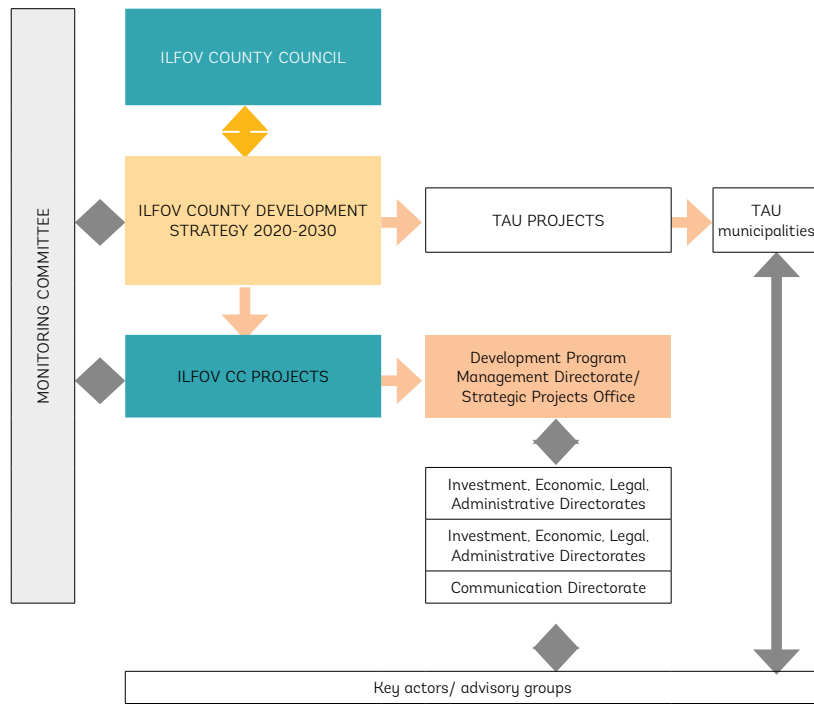 MONITORING COMMITTEE
ILFOV COUNTY COUNCIL
ILFOV COUNTY DEVELOPMENT
STRATEGY 2020-2030
TAU PROJECTS
TAU
municipalities
ILFOV CC PROJECTS
Development Program
Management Directorate/
Strategic Projects Office
Investment, Economic, Legal,
Administrative Directorates
Investment, Economic, Legal,
Administrative Directorates
Communication Directorate
Key actors/ advisory groups